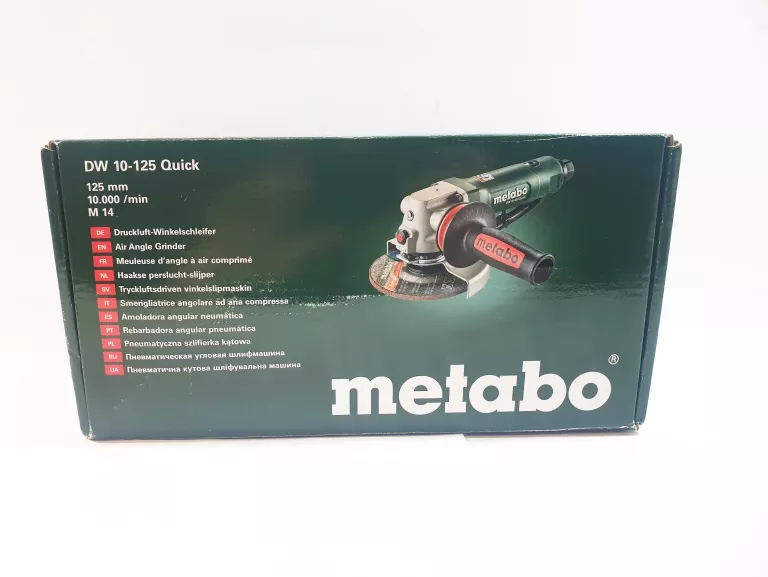 DW 10-125 Quick
125 mm
10.000 /min
M 14
DE Druckluft-Winkelschleifer
EN Air Angle Grinder
FR Meuleuse d'angle à air comprimé
NL Haakse perslucht-slijper
SV Tryckluftsdriven vinkelslipmaskin
IT Smerigliatrice angolare ad aria compressa
ES Amoladora angular neumática
PT Rebarbadora angular pneumática
PL Pneumatyczna szlifierka kątowa
RU Пневматическая угловая шлифмашина
UA Пневматична кутова шліфувальна машина
metabo
metabo
metabo®